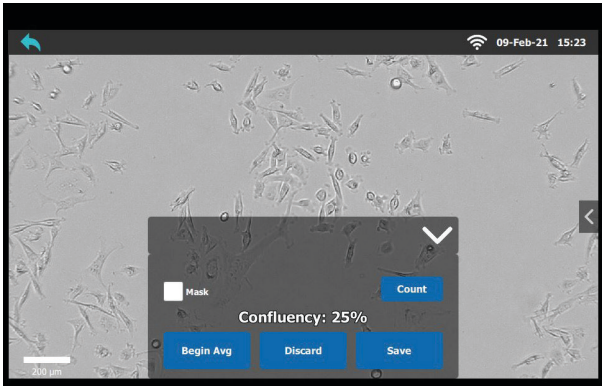 09-Feb-21 15:23
Mask
Count
Confluency: 25%
Begin Avg
Discard
Save
200 μm